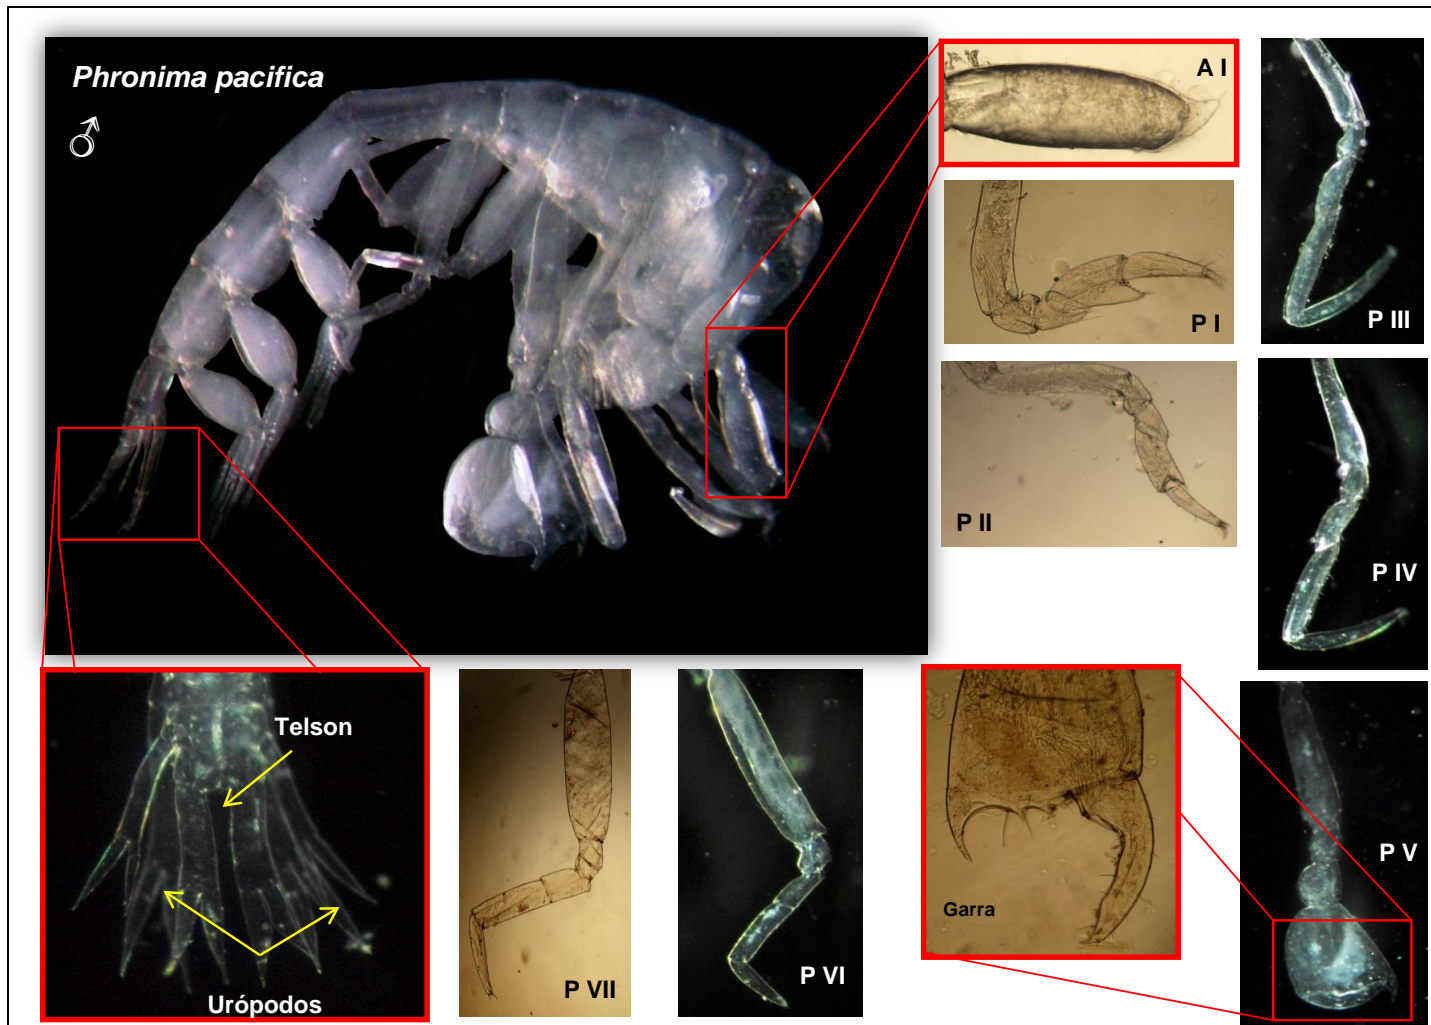 Phronima pacifica
♂
A I
P I
P III
P II
P IV
Telson
Urópodos
P VII
P VI
Garra
P V